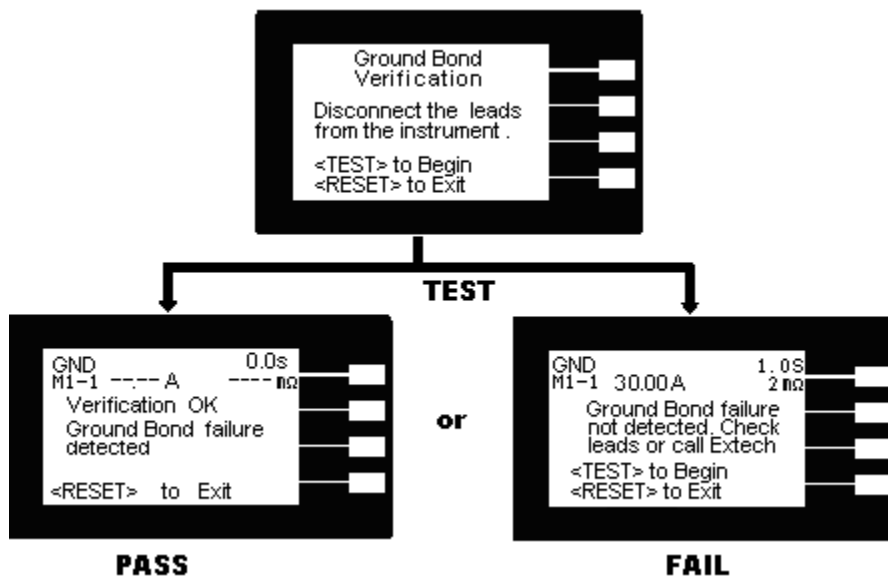 Ground Bond
Verification
Disconnect the leads
from the instrument .
<TEST> to Begin
<RESET> to Exit
TEST
GND 0.0s
M1-1 --.-- A ---- mΩ
Verification OK
Ground Bond failure
detected
<RESET> to Exit
PASS
or
GND 1.0S
M1-1 30.00A 2mΩ
Ground Bond failure
not detected. Check
leads or call Extech
<TEST> to Begin
<RESET> to Exit
FAIL